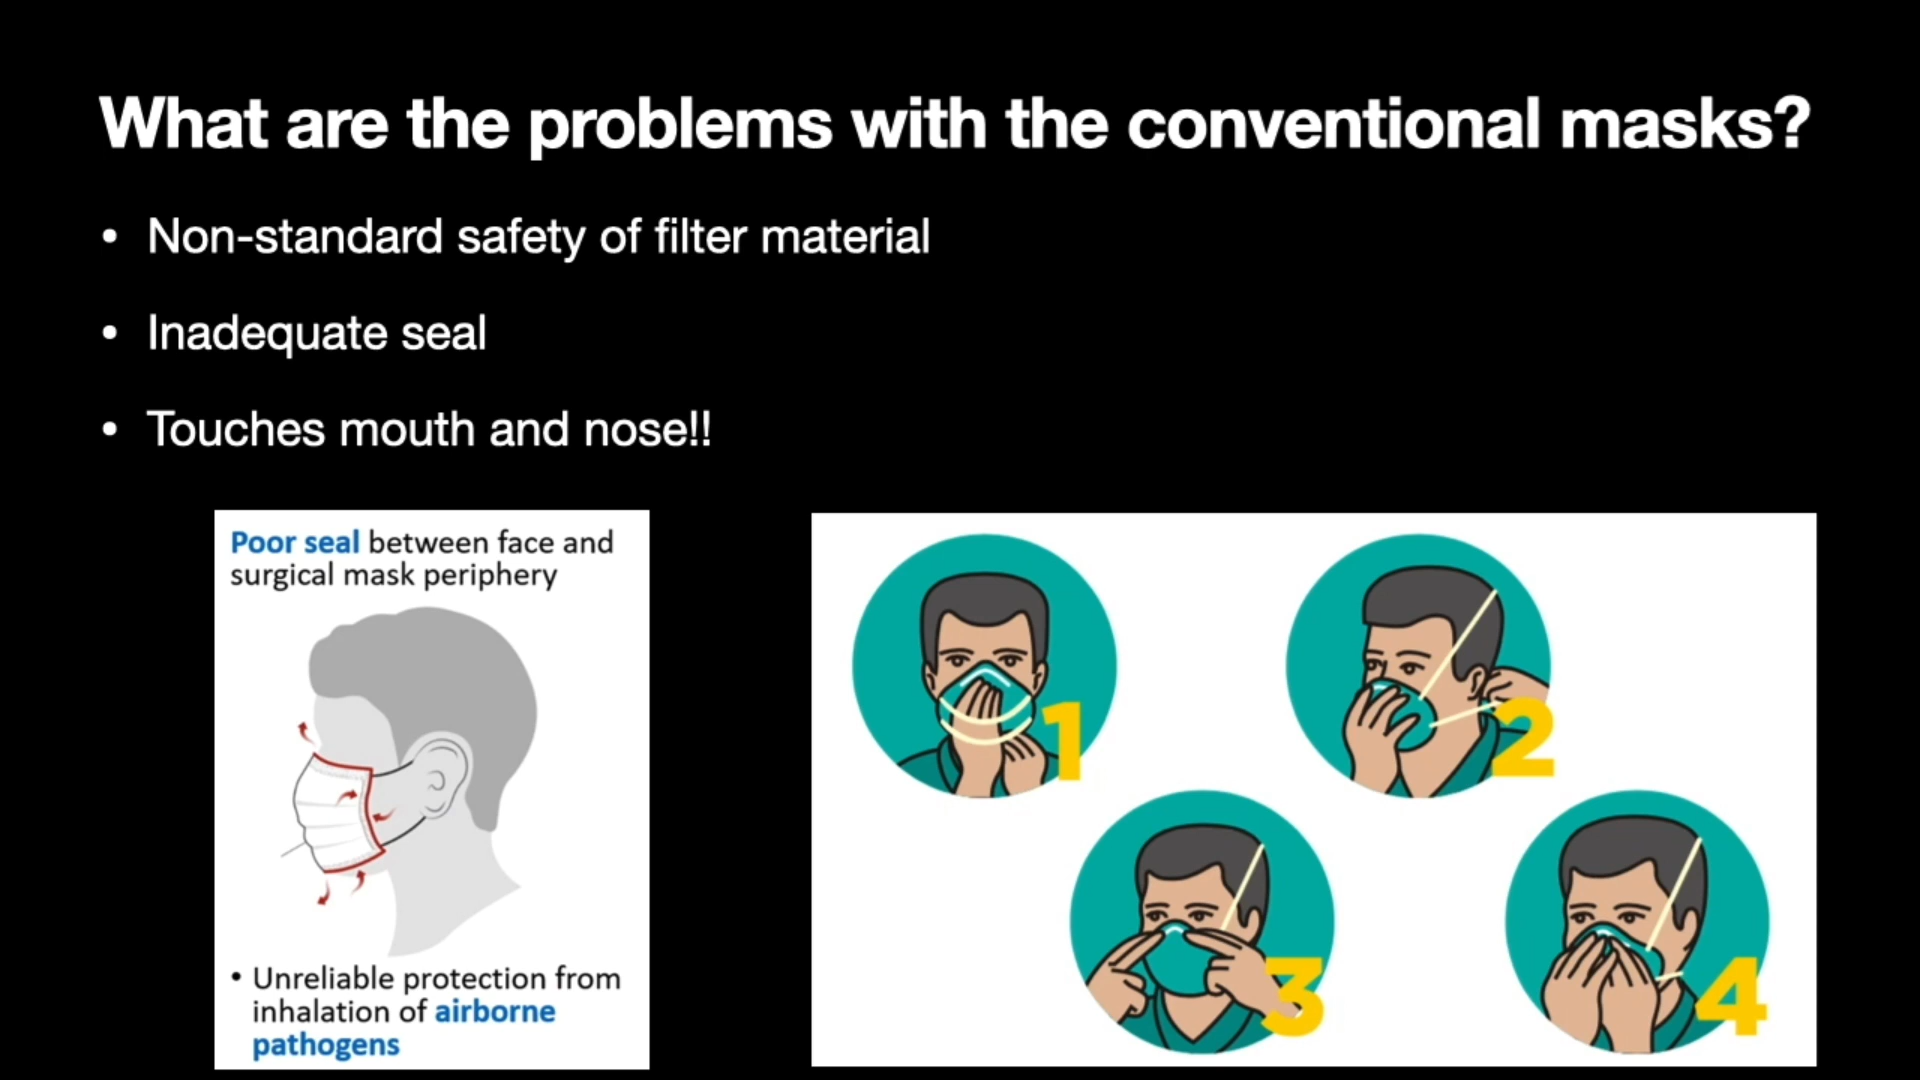 What are the problems with the conventional masks?
• Non-standard safety of filter material
• Inadequate seal
• Touches mouth and nose!!
Poor seal between face and
surgical mask periphery
• Unreliable protection from
inhalation of airborne
pathogens
1
2
3
4